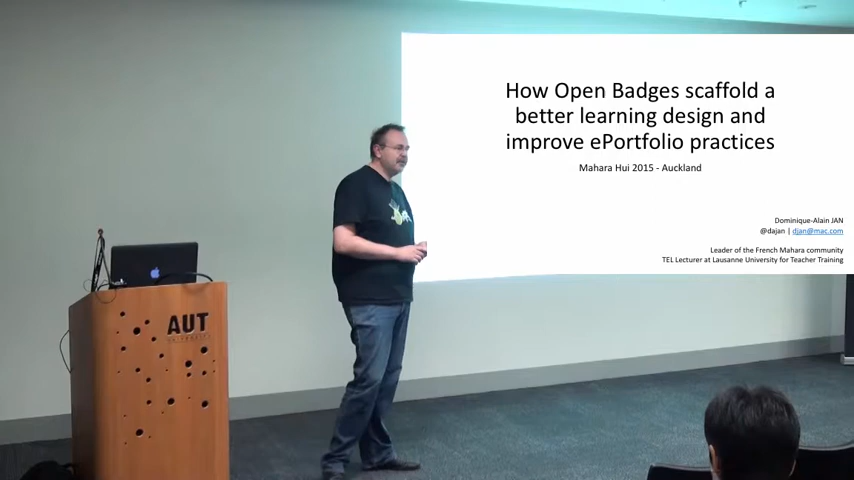 How Open Badges scaffold a
better learning design and
improve ePortfolio practices
Mahara Hui 2015 - Auckland
Dominique-Alain JAN
@dajan | djan@mac.com
Leader of the French Mahara community
TEL Lecturer at Lausanne University for Teacher Training
AUT
UNIVERSITY